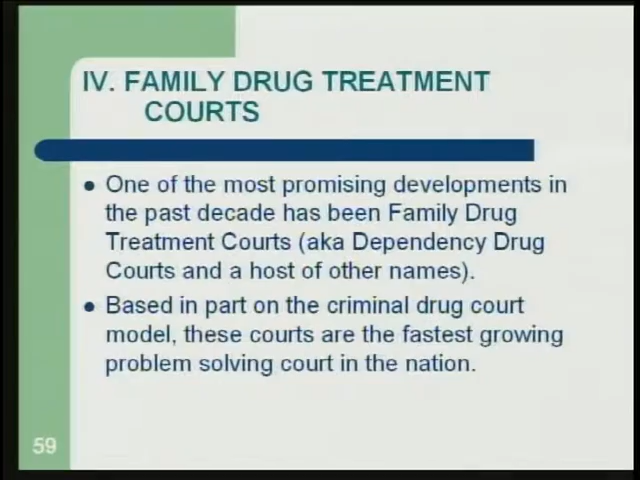 IV. FAMILY DRUG TREATMENT
COURTS
One of the most promising developments in
the past decade has been Family Drug
Treatment Courts (aka Dependency Drug
Courts and a host of other names).
Based in part on the criminal drug court
model, these courts are the fastest growing
problem solving court in the nation.
59